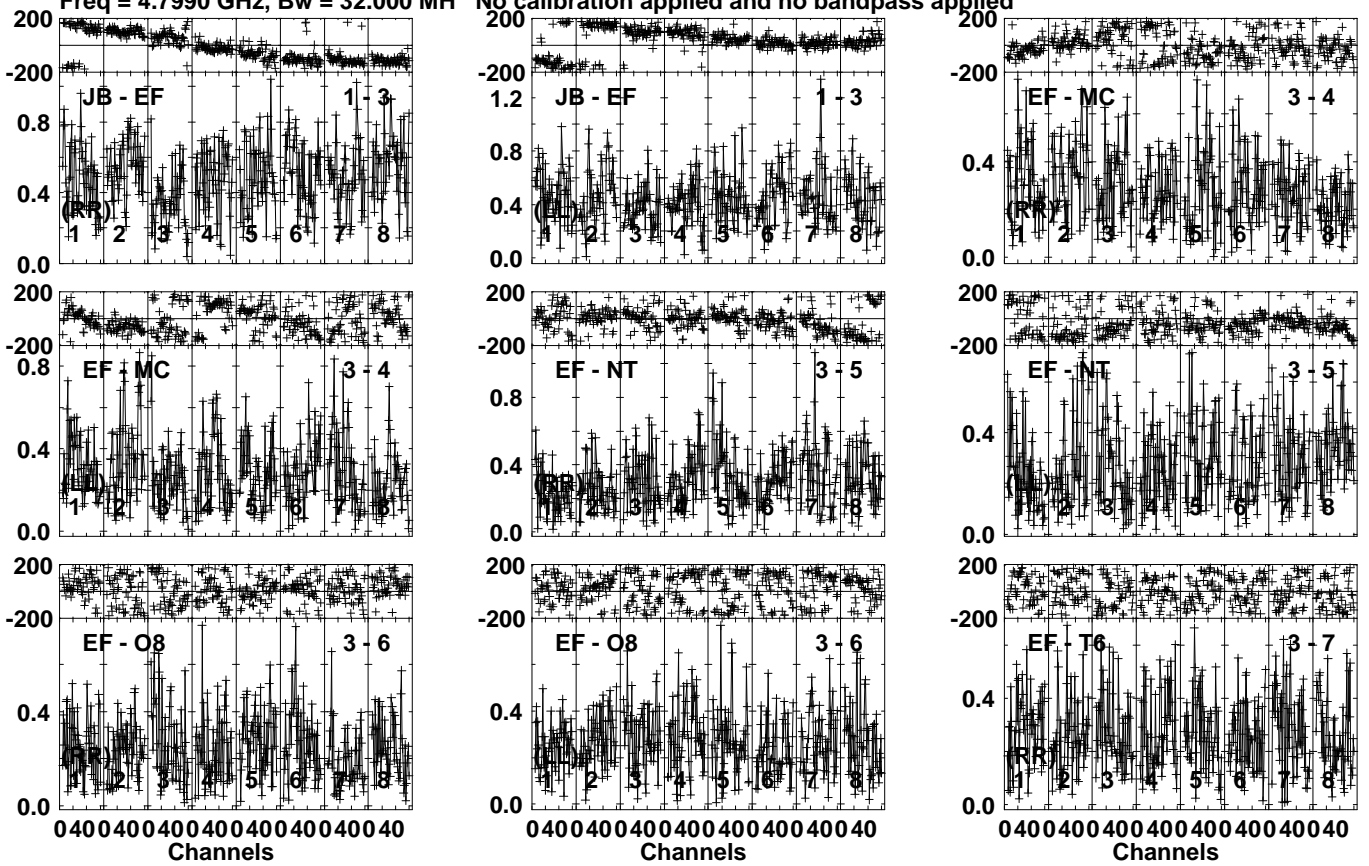 Freq = 4.7990 GHz, Bw = 32.000 MH No calibration applied and no bandpass applied
200
-200
JB - EF 1 - 3
0.8
0.4
0.0
(RR)
1 2 3 4 5 6 7 8
200
-200
JB - EF 1 - 3
1.2
0.8
0.4
0.0
(LL)
1 2 3 4 5 6 7 8
200
-200
EF - MC 3 - 4
0.4
0.0
(RR)
1 2 3 4 5 6 7 8
200
-200
EF - MC 3 - 4
0.8
0.4
0.0
(LL)
1 2 3 4 5 6 7 8
200
-200
EF - NT 3 - 5
0.8
0.4
0.0
(RR)
1 2 3 4 5 6 7 8
200
-200
EF - NT 3 - 5
0.4
0.0
(LL)
1 2 3 4 5 6 7 8
200
-200
EF - O8 3 - 6
0.4
0.0
(RR)
1 2 3 4 5 6 7 8
0 40 0 40 0 40 0 40 0 40 0 40 0 40 0 40
Channels
200
-200
EF - O8 3 - 6
0.4
0.0
(LL)
1 2 3 4 5 6 7 8
0 40 0 40 0 40 0 40 0 40 0 40 0 40 0 40
Channels
200
-200
EF - T6 3 - 7
0.4
0.0
(RR)
1 2 3 4 5 6 7 8
0 40 0 40 0 40 0 40 0 40 0 40 0 40 0 40
Channels